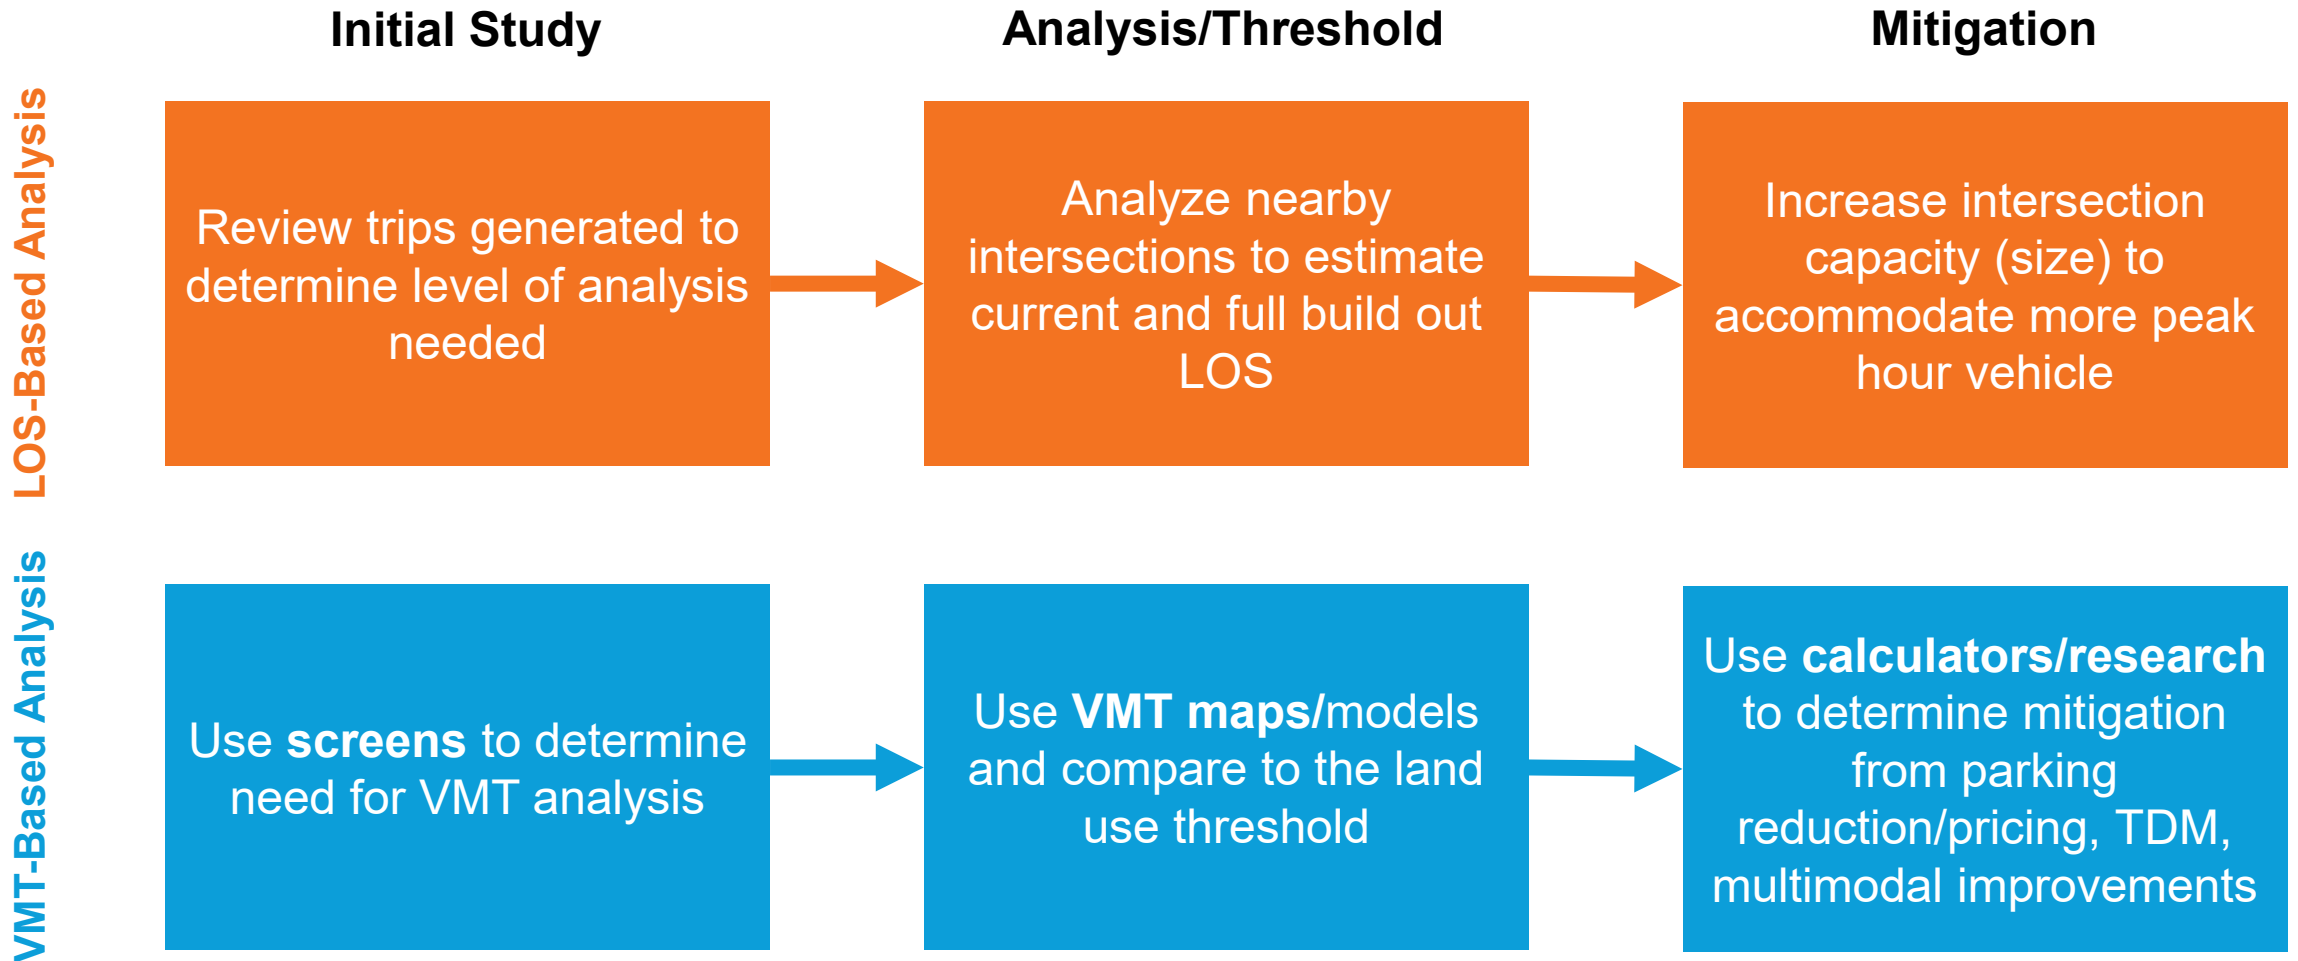 Initial Study
Analysis/Threshold
Mitigation
LOS-Based Analysis
Review trips generated to
determine level of analysis
needed
Analyze nearby
intersections to estimate
current and full build out
LOS
Increase intersection
capacity (size) to
accommodate more peak
hour vehicle
VMT-Based Analysis
Use screens to determine
need for VMT analysis
Use VMT maps/models
and compare to the land
use threshold
Use calculators/research
to determine mitigation
from parking
reduction/pricing, TDM,
multimodal improvements